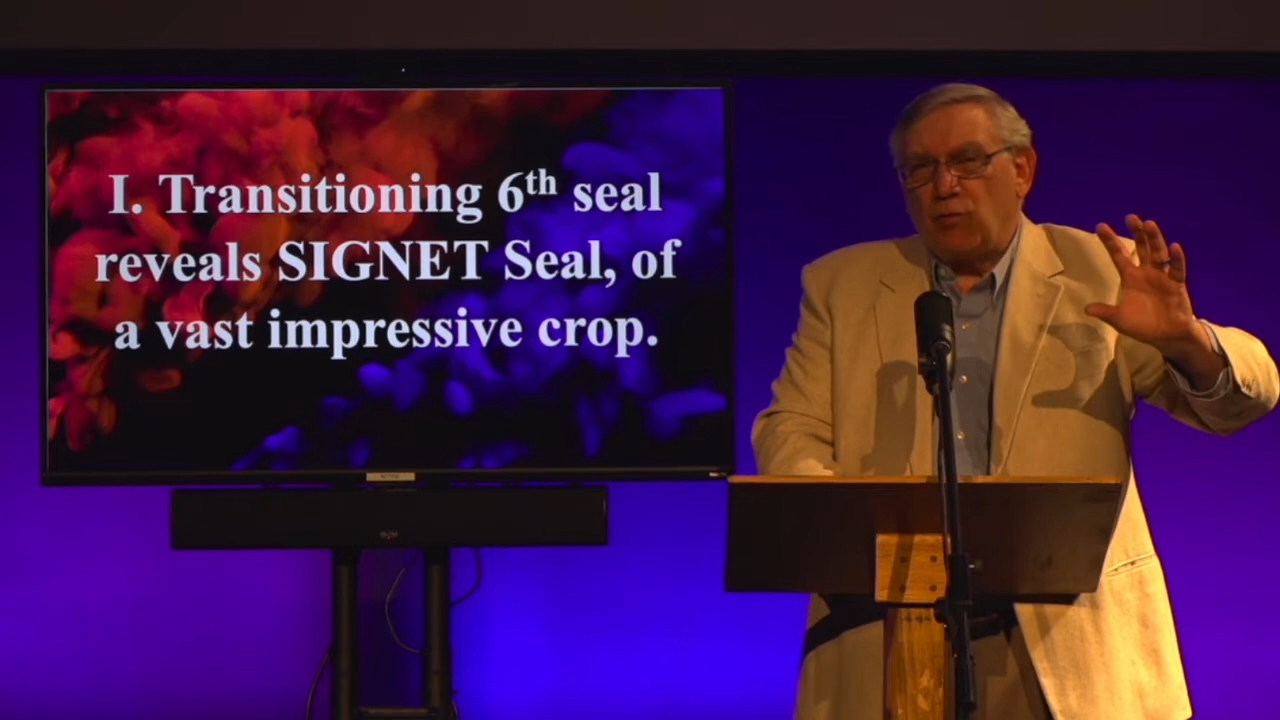 I. Transitioning 6th seal
reveals SIGNET Seal, of
a vast impressive crop.